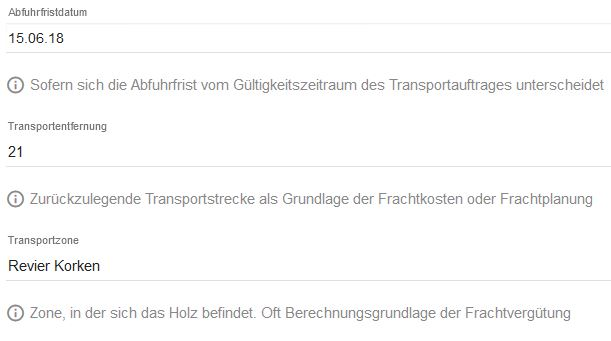 Abfuhrfristdatum
15.06.18
Sofern sich die Abfuhrfrist vom Gültigkeitszeitraum des Transportauftrages unterscheidet
Transportentfernung
21
Zurückzulegende Transportstrecke als Grundlage der Frachtkosten oder Frachtplanung
Transportzone
Revier Korken
Zone, in der sich das Holz befindet. Oft Berechnungsgrundlage der Frachtvergütung